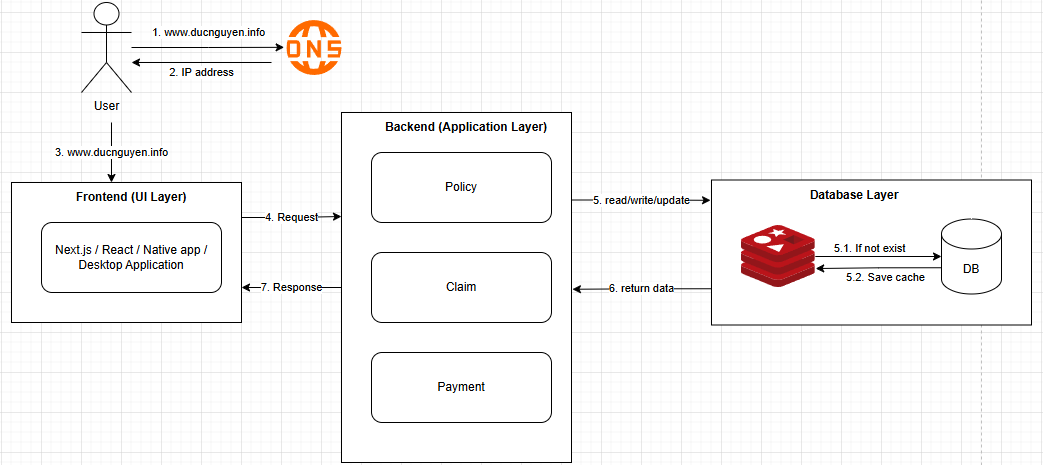 1. www.ducnguyen.info
DNS
2. IP address
User
3. www.ducnguyen.info
Frontend (UI Layer)
Next.js / React / Native app /
Desktop Application
4. Request
7. Response
Backend (Application Layer)
Policy
Claim
Payment
5. read/write/update
6. return data
Database Layer
5.1. If not exist
5.2. Save cache
DB